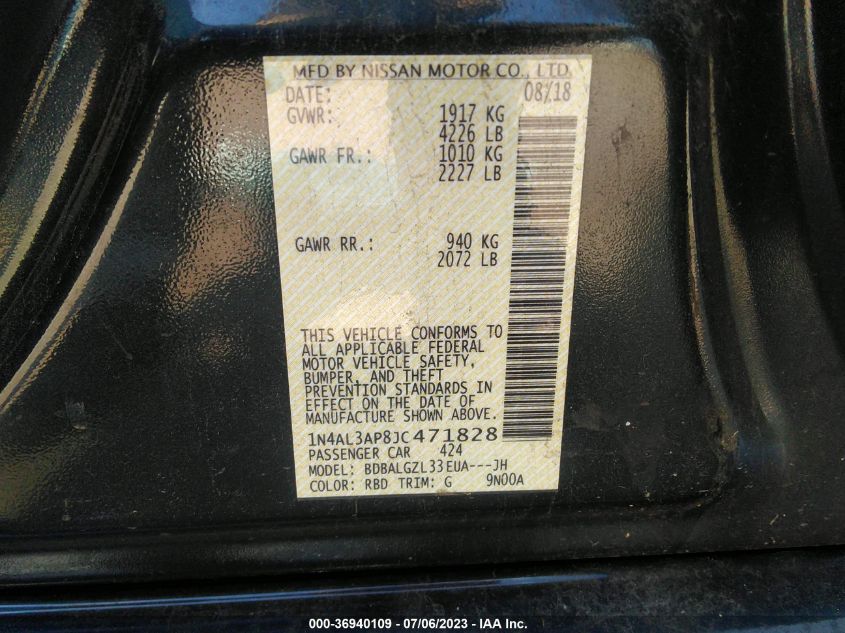 MFD BY NISSAN MOTOR CO., LTD.
DATE: 08/18
GVWR: 1917 KG
4226 LB
GAWR FR.: 1010 KG
2227 LB
GAWR RR.: 940 KG
2072 LB
THIS VEHICLE CONFORMS TO
ALL APPLICABLE FEDERAL
MOTOR VEHICLE SAFETY,
BUMPER, AND THEFT
PREVENTION STANDARDS IN
EFFECT ON THE DATE OF
MANUFACTURE SHOWN ABOVE.
1N4AL3AP8JC471828
PASSENGER CAR 424
MODEL: BDBALGZL33EUA---JH
COLOR: RBD TRIM: G 9N00A
000-36940109 - 07/06/2023 - IAA Inc.